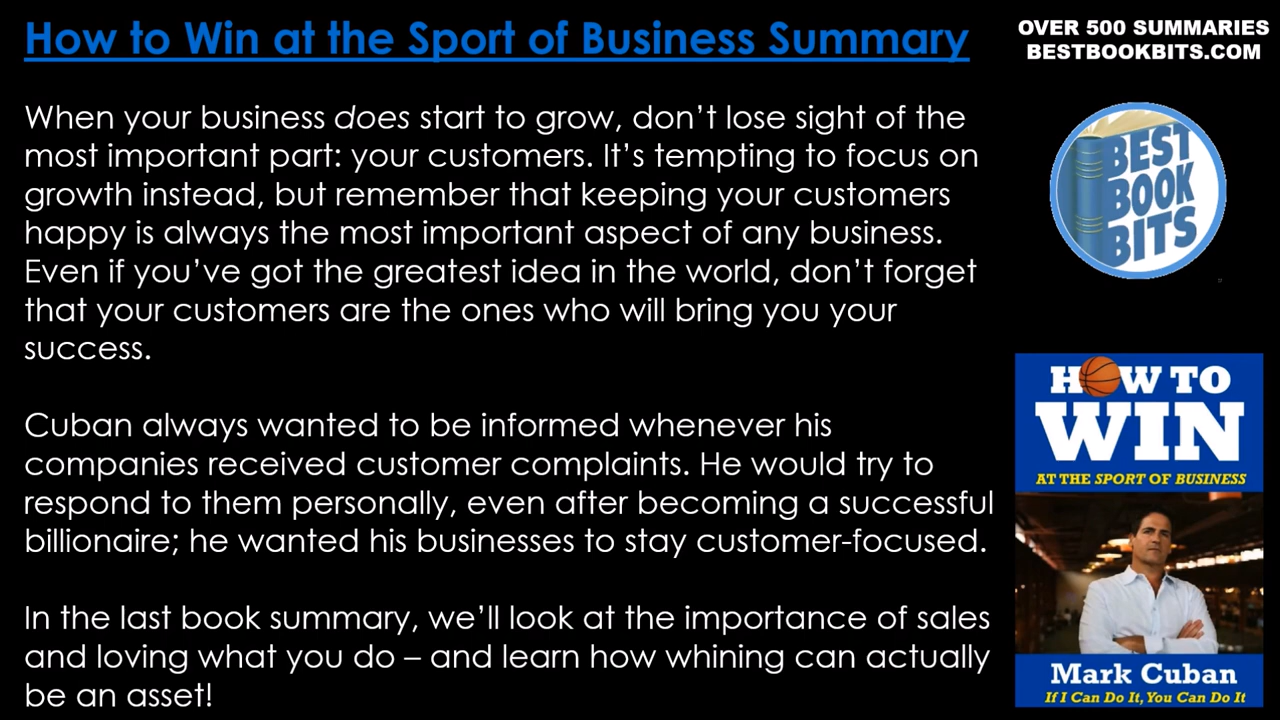 How to Win at the Sport of Business Summary
When your business does start to grow, don’t lose sight of the
most important part: your customers. It’s tempting to focus on
growth instead, but remember that keeping your customers
happy is always the most important aspect of any business.
Even if you’ve got the greatest idea in the world, don’t forget
that your customers are the ones who will bring you your
success.
Cuban always wanted to be informed whenever his
companies received customer complaints. He would try to
respond to them personally, even after becoming a successful
billionaire; he wanted his businesses to stay customer-focused.
In the last book summary, we’ll look at the importance of sales
and loving what you do – and learn how whining can actually
be an asset!
OVER 500 SUMMARIES
BESTBOOKBITS.COM
BEST
BOOK
BITS
HOW TO
WIN
AT THE SPORT OF BUSINESS
Mark Cuban
If I Can Do It, You Can Do It